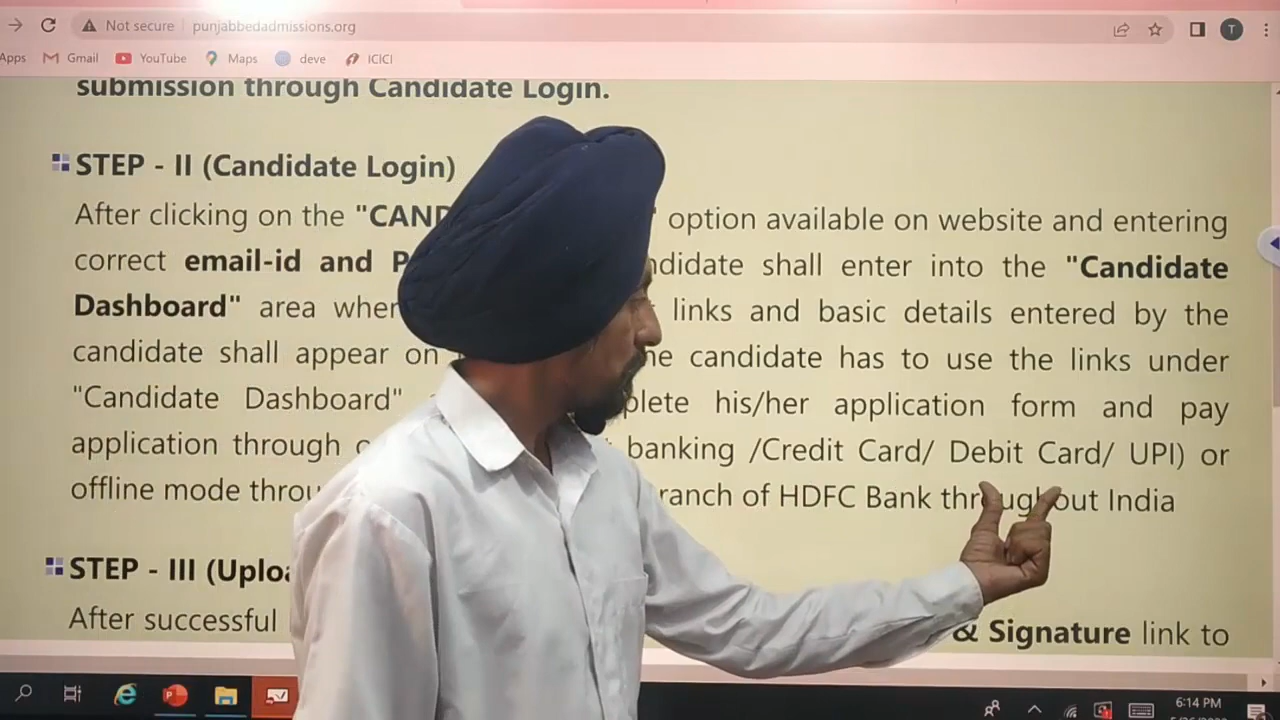 Not secure punjabbedadmissions.org T
Apps Gmail YouTube Maps deve ICICI
submission through Candidate Login.
STEP - II (Candidate Login)
After clicking on the "CAND " option available on website and entering
correct email-id and P ndidate shall enter into the "Candidate
Dashboard" area wher links and basic details entered by the
candidate shall appear on he candidate has to use the links under
"Candidate Dashboard" plete his/her application form and pay
application through banking /Credit Card/ Debit Card/ UPI) or
offline mode throu ranch of HDFC Bank throughout India
STEP - III (Uploa
After successful & Signature link to
6:14 PM